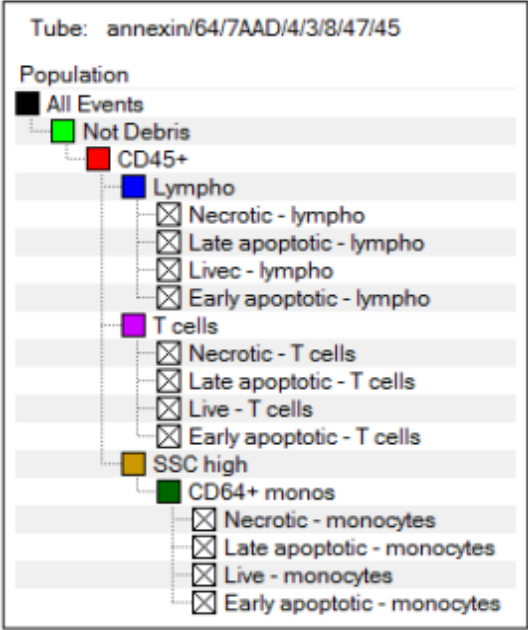 Tube: annexin/64/7AAD/4/3/8/47/45
Population
All Events
Not Debris
CD45+
Lympho
Necrotic - lympho
Late apoptotic - lympho
Livec - lympho
Early apoptotic - lympho
T cells
Necrotic - T cells
Late apoptotic - T cells
Live - T cells
Early apoptotic - T cells
SSC high
CD64+ monos
Necrotic - monocytes
Late apoptotic - monocytes
Live - monocytes
Early apoptotic - monocytes